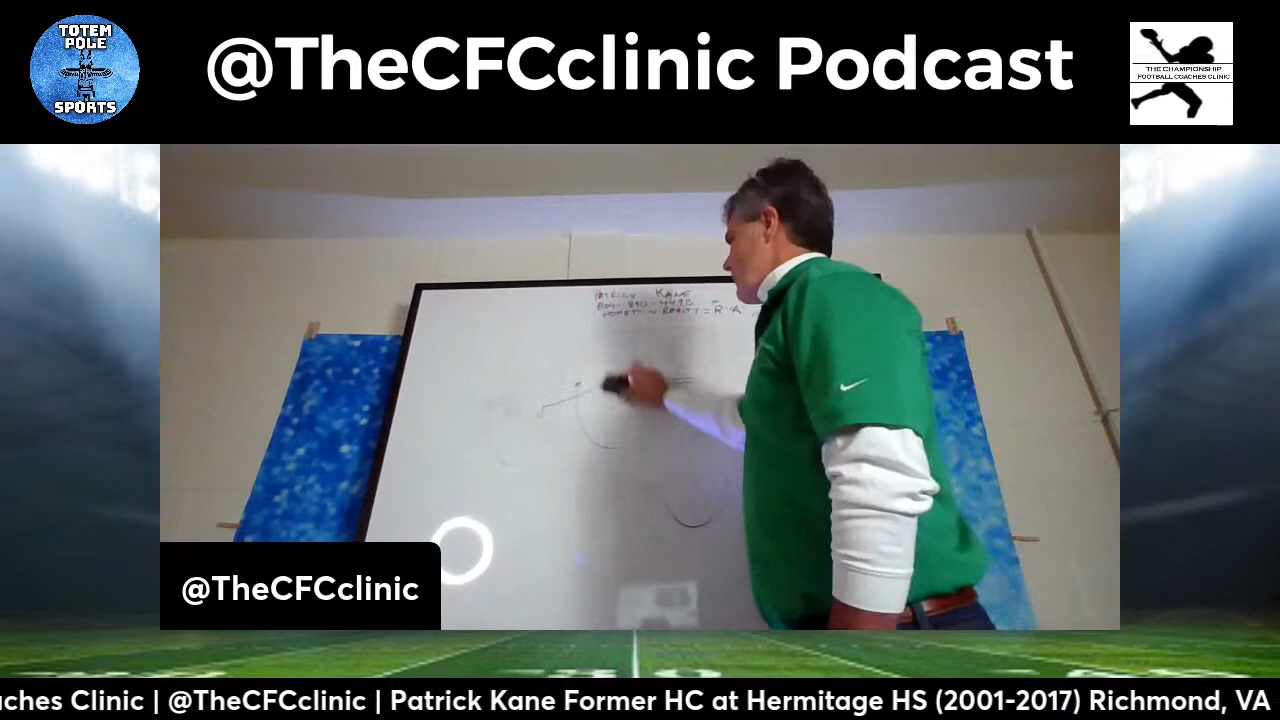 TOTEM
POLE
SPORTS
@TheCFCclinic Podcast
THE CHAMPIONSHIP
FOOTBALL COACHES CLINIC
PATRICK KANE
@TheCFCclinic
aches Clinic | @TheCFCclinic | Patrick Kane Former HC at Hermitage HS (2001-2017) Richmond, VA